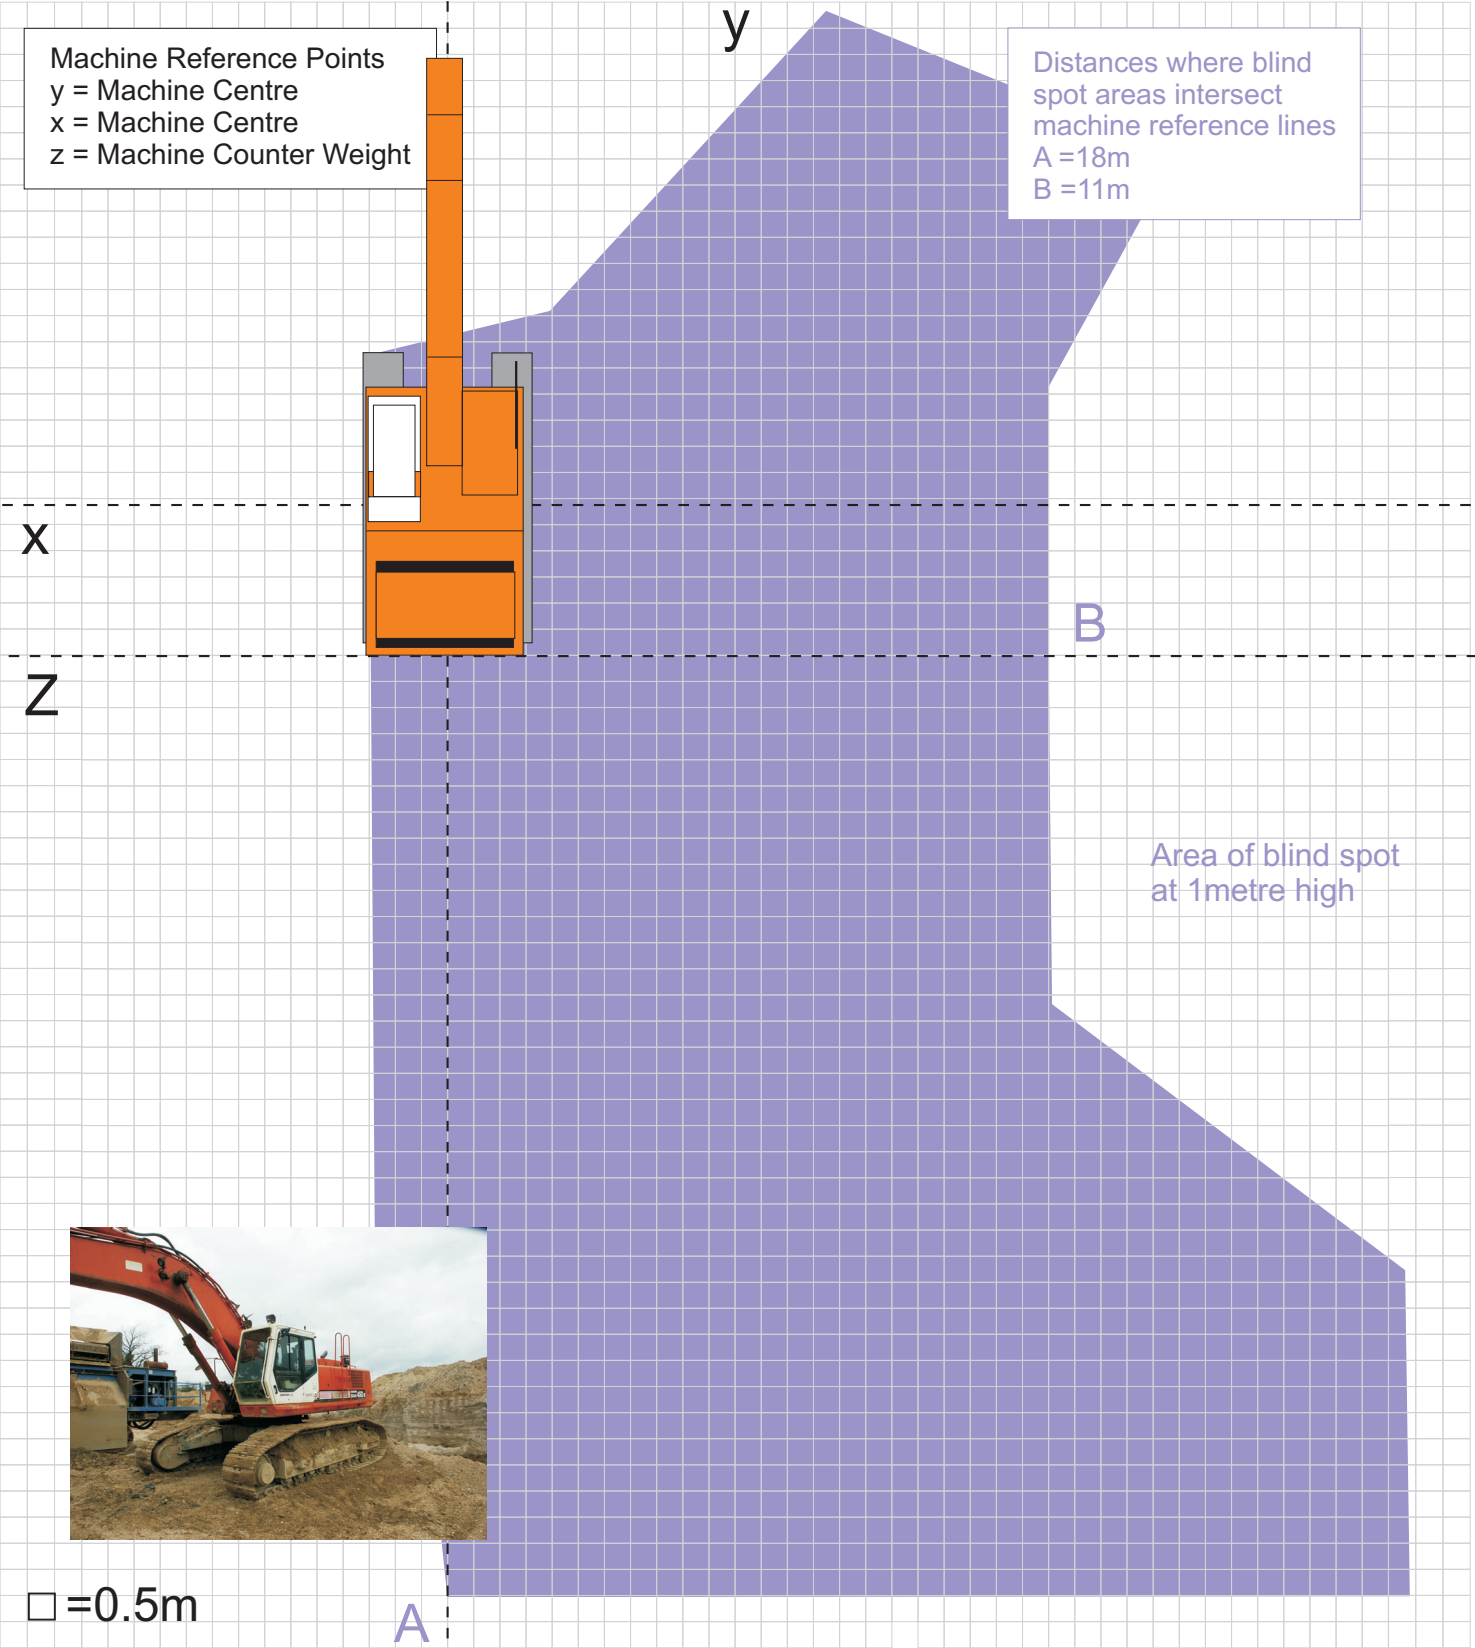 y
Machine Reference Points
y = Machine Centre
x = Machine Centre
z = Machine Counter Weight
Distances where blind
spot areas intersect
machine reference lines
A =18m
B =11m
x
B
Z
Area of blind spot
at 1metre high
=0.5m
A